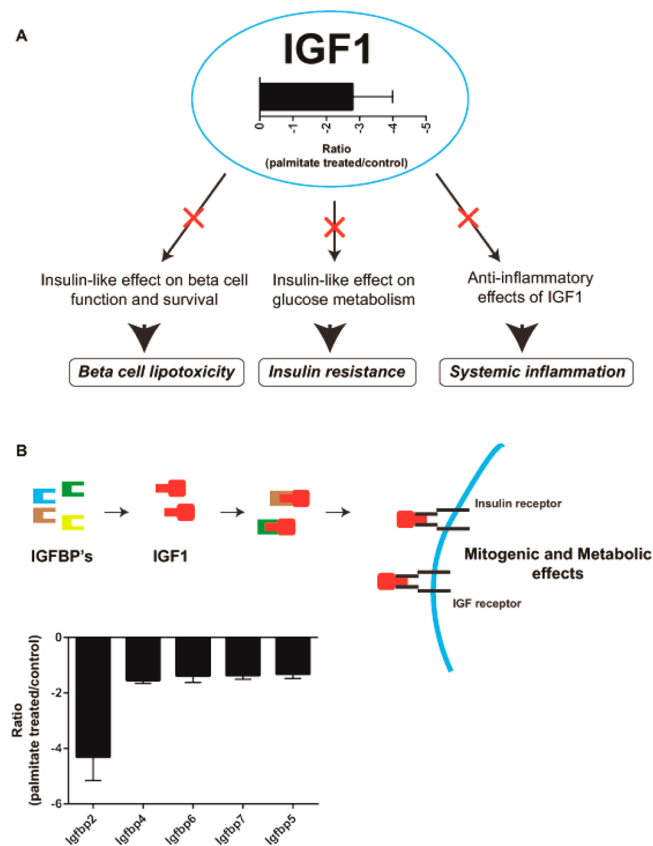 A
IGF1
0 -1 -2 -3 -4 -5
Ratio
(palmitate treated/control)
Insulin-like effect on beta cell
function and survival
Insulin-like effect on
glucose metabolism
Anti-inflammatory
effects of IGF1
Beta cell lipotoxicity
Insulin resistance
Systemic inflammation
B
IGFBP's
IGF1
Insulin receptor
Mitogenic and Metabolic
effects
IGF receptor
Ratio
(palmitate treated/control)
0
-2
-4
-6
Igfbp2
Igfbp4
Igfbp6
Igfbp7
Igfbp5